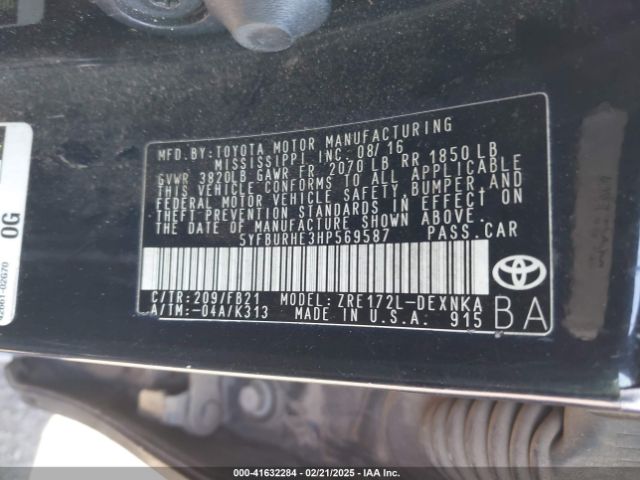 MFD.BY:TOYOTA MOTOR MANUFACTURING
MISSISSIPPI, INC. 08/16
GVWR 3820LB GAWR FR 2070 LB RR 1850 LB
THIS VEHICLE CONFORMS TO ALL APPLICABLE
FEDERAL MOTOR VEHICLE SAFETY, BUMPER, AND
THEFT PREVENTION STANDARDS IN EFFECT ON
THE DATE OF MANUFACTURE SHOWN ABOVE.
5YFBURHE3HP569587 PASS.CAR
C/TR:209/FB21 MODEL: ZRE172L-DEXNKA
A/TM:-04A/K313 MADE IN U.S.A. 915
BA
0G
000-41632284 - 02/21/2025 - IAA Inc.